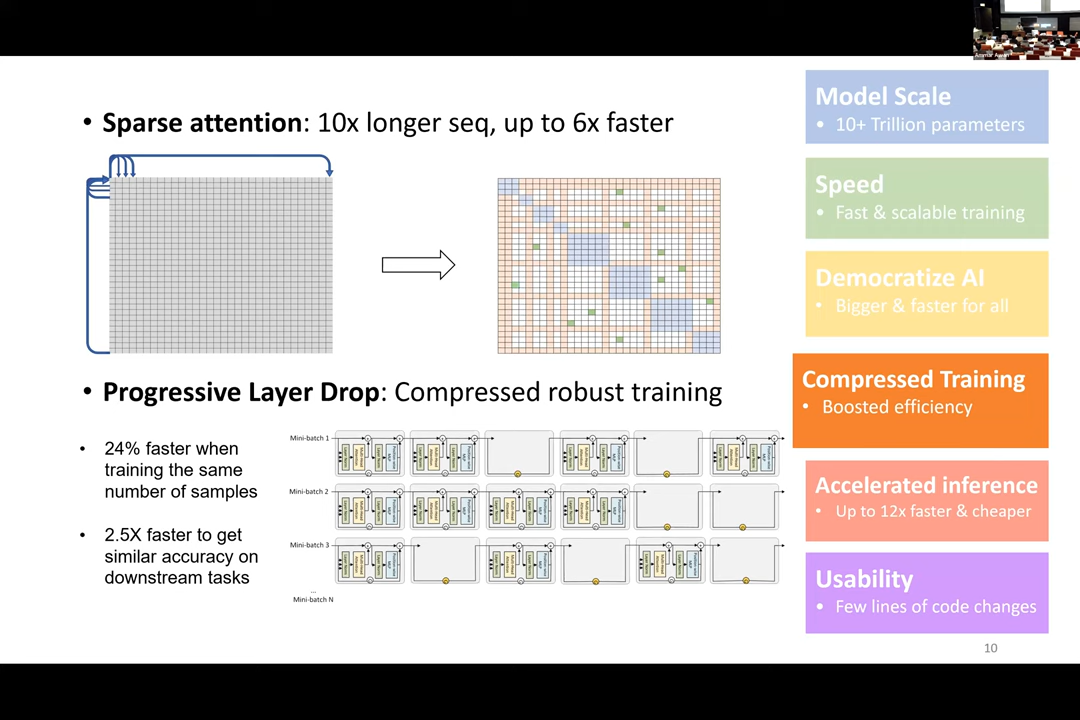 Ammar Awan
• Sparse attention: 10x longer seq, up to 6x faster
• Progressive Layer Drop: Compressed robust training
• 24% faster when
training the same
number of samples
• 2.5X faster to get
similar accuracy on
downstream tasks
Mini-batch 1
Mini-batch 2
Mini-batch 3
...
Mini-batch N
Model Scale
• 10+ Trillion parameters
Speed
• Fast & scalable training
Democratize AI
• Bigger & faster for all
Compressed Training
• Boosted efficiency
Accelerated inference
• Up to 12x faster & cheaper
Usability
• Few lines of code changes
10